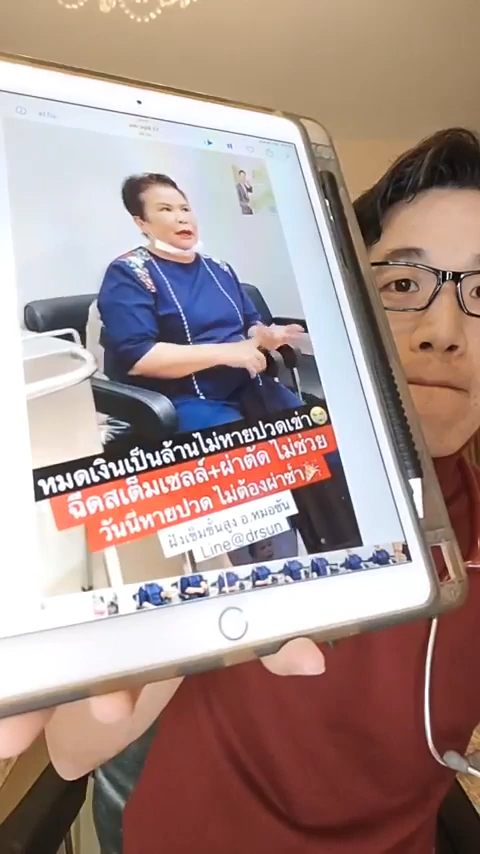 หมดเงินเป็นล้านไม่หายปวดเข่า😭
ฉีดสเต็มเซลล์+ผ่าตัด ไม่ช่วย
วันนี้หายปวด ไม่ต้องผ่าซ้ำ🎉
ฝังเข็มขั้นสูง อ.หมอซัน
Line@drsun